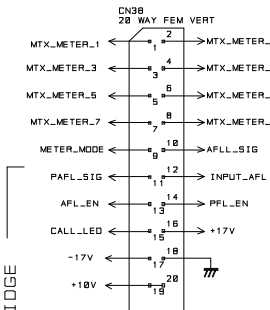 CN38
20 WAY FEM VERT
MTX_METER_1 1 2 MTX_METER_
MTX_METER_3 3 4 MTX_METER_
MTX_METER_5 5 6 MTX_METER_
MTX_METER_7 7 8 MTX_METER_
METER_MODE 9 10 AFLL_SIG
PAFL_SIG 11 12 INPUT_AFL
AFL_EN 13 14 PFL_EN
CALL_LED 15 16 +17V
-17V 17 18
+10V 19 20
IDGE